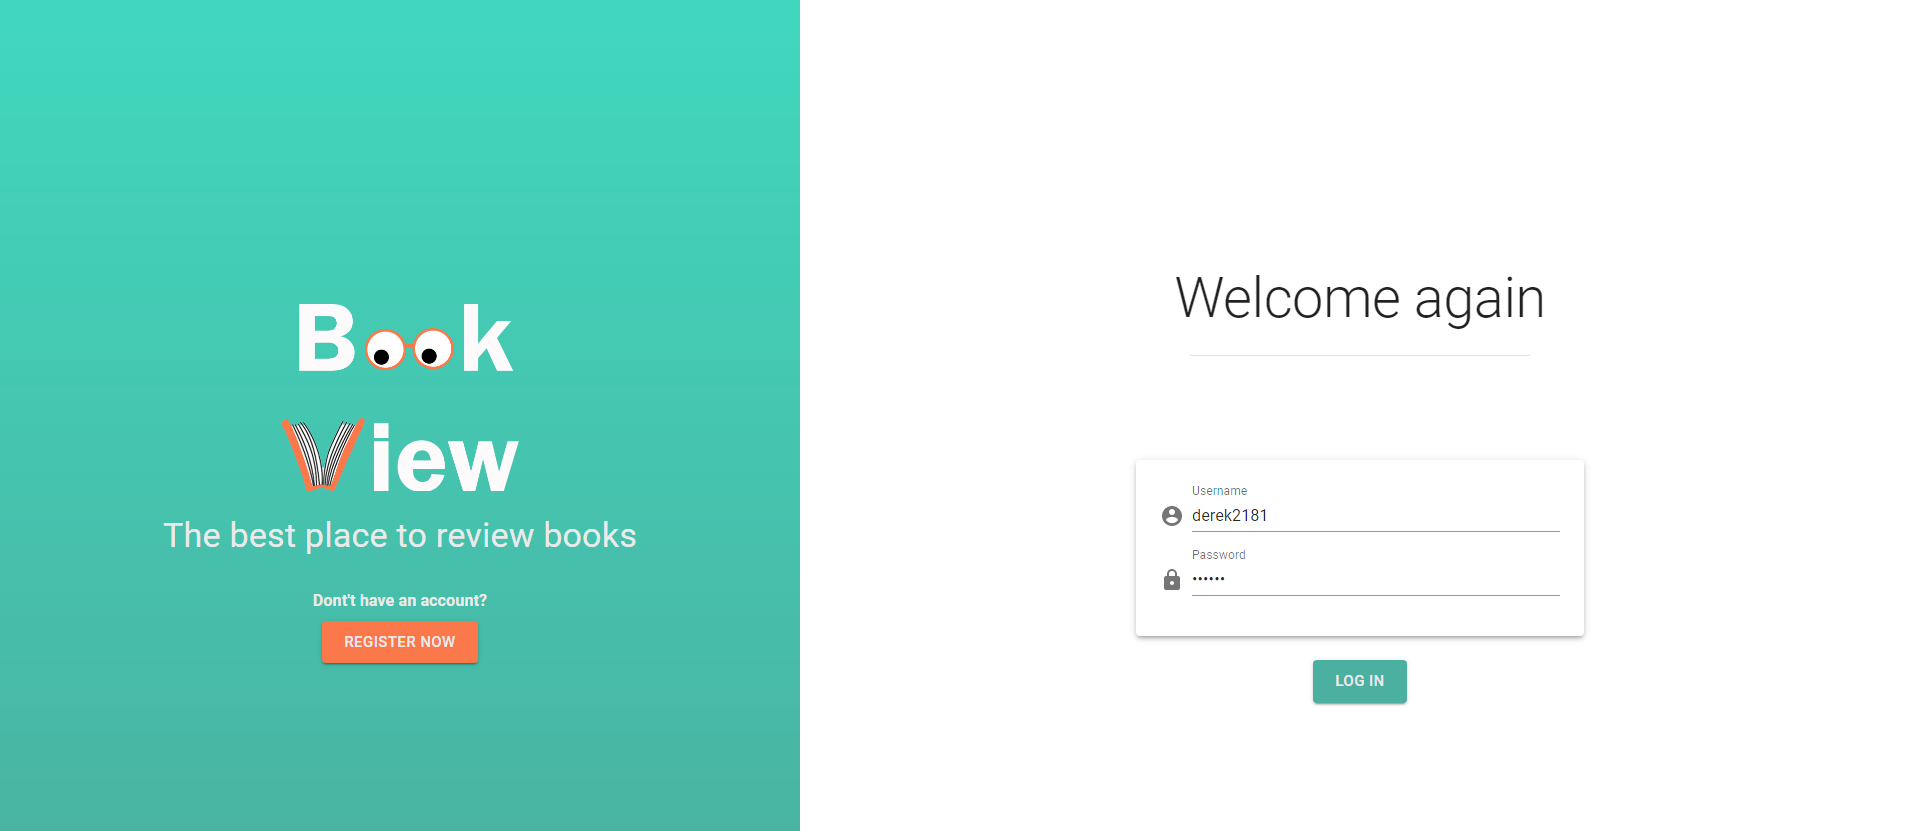 Book
View
The best place to review books
Dont't have an account?
REGISTER NOW
Welcome again
Username
derek2181
Password
••••••
LOG IN